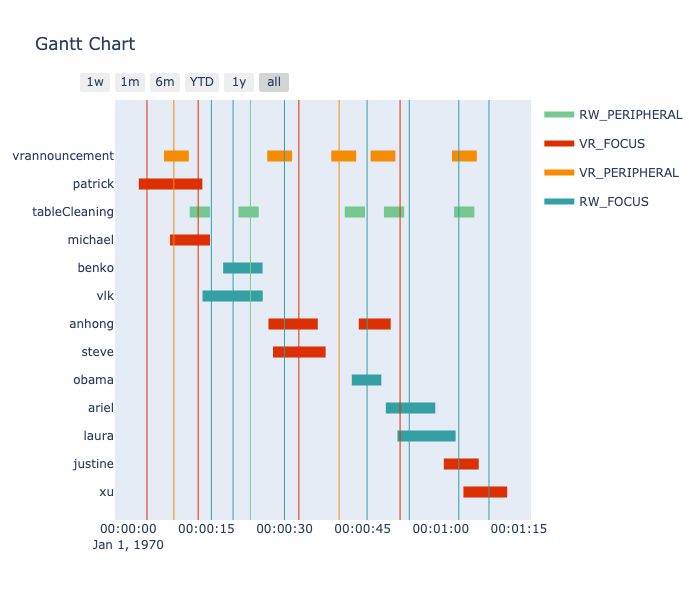 Gantt Chart
1w 1m 6m YTD 1y all
RW_PERIPHERAL
VR_FOCUS
VR_PERIPHERAL
RW_FOCUS
vrannouncement
patrick
tableCleaning
michael
benko
vlk
anhong
steve
obama
ariel
laura
justine
xu
00:00:00 00:00:15 00:00:30 00:00:45 00:01:00 00:01:15
Jan 1, 1970